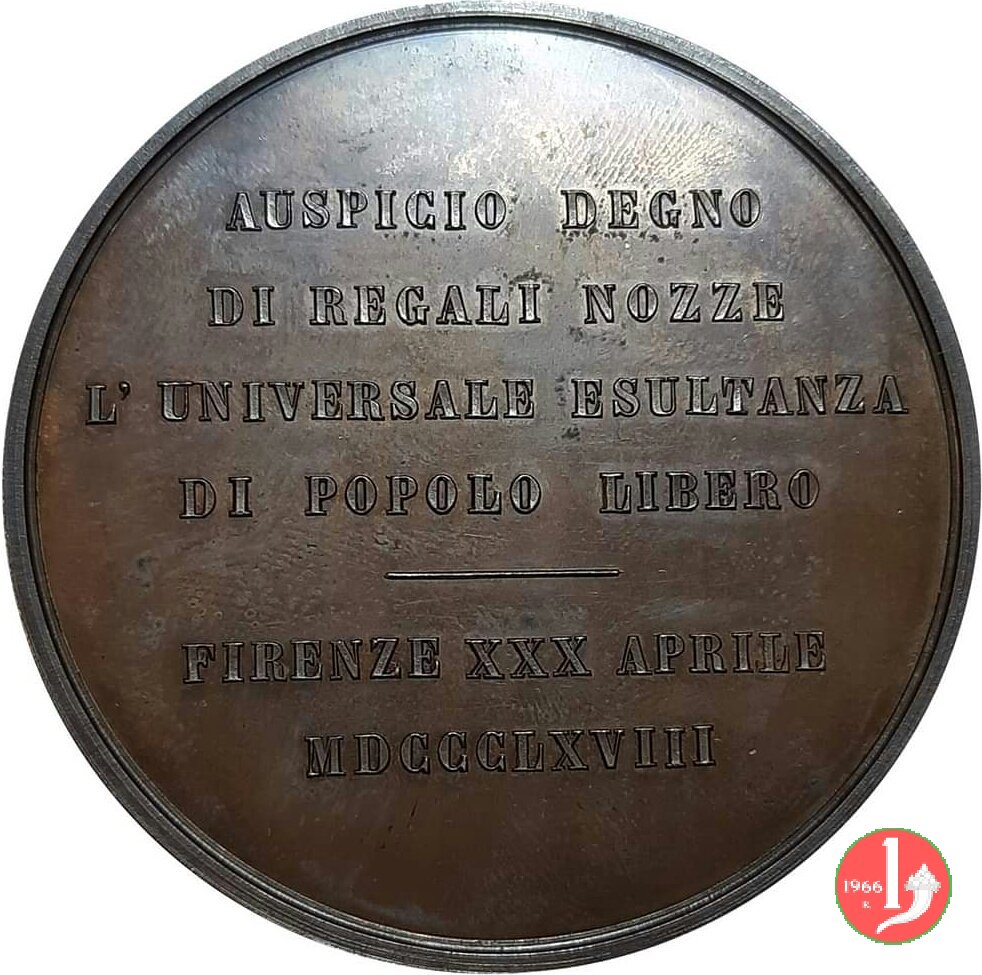 AUSPICIO DEGNO
DI REGALI NOZZE
L' UNIVERSALE ESULTANZA
DI POPOLO LIBERO
FIRENZE XXX APRILE
MDCCCLXVIII
1966
R.